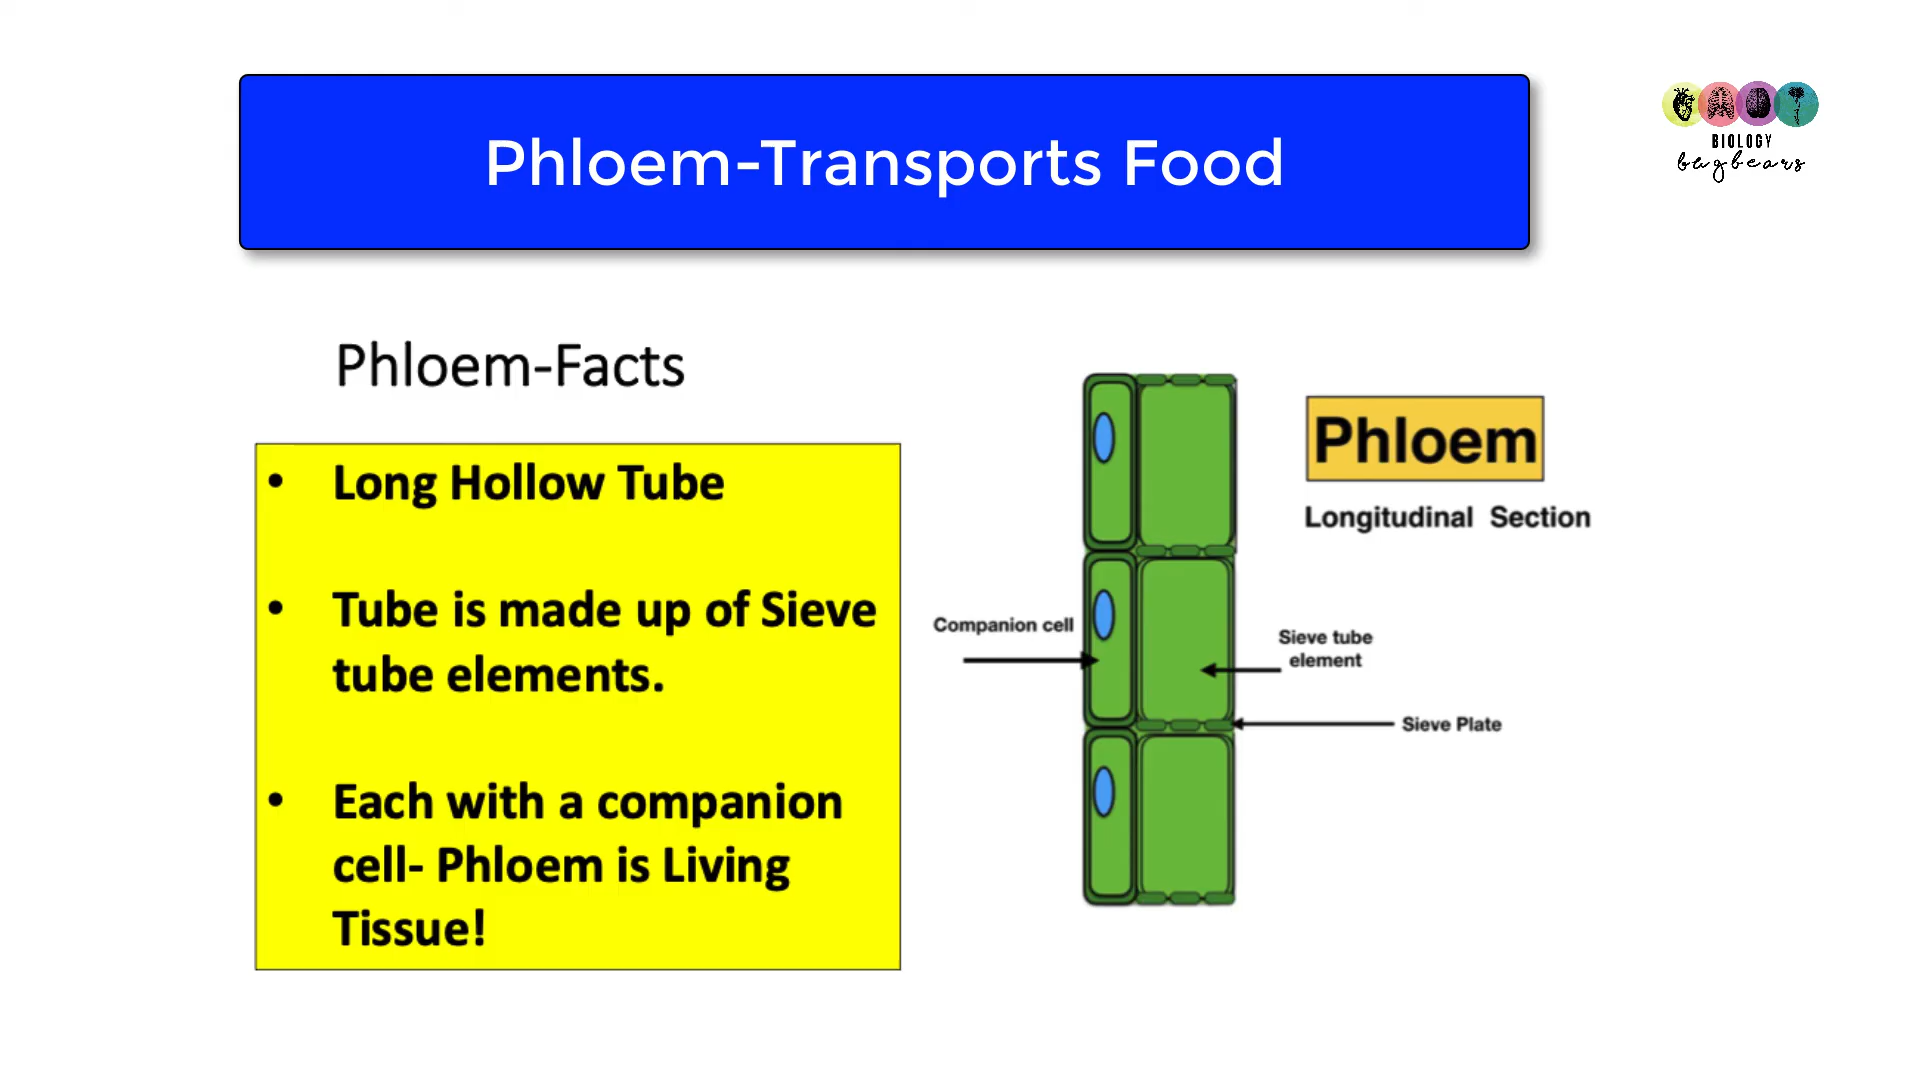 Phloem-Transports Food
BIOLOGY
bugbears
Phloem-Facts
• Long Hollow Tube
• Tube is made up of Sieve
tube elements.
• Each with a companion
cell- Phloem is Living
Tissue!
Phloem
Longitudinal Section
Companion cell
Sieve tube
element
Sieve Plate